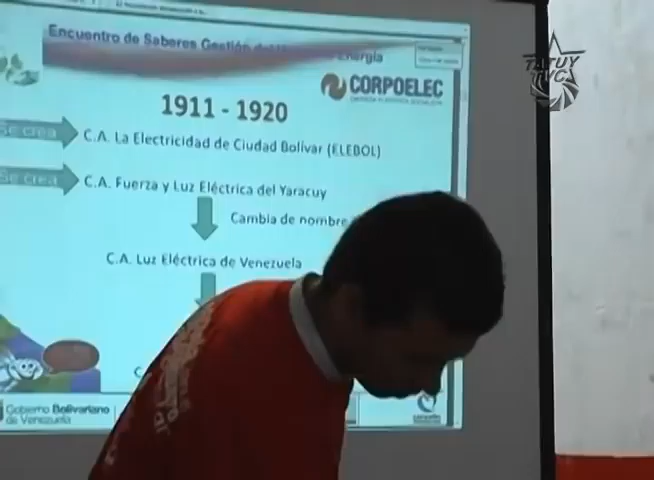 Encuentro de Saberes Gestión
Energía
TATUY
TVC
CORPOELEC
1911 - 1920
Se crea
C.A. La Electricidad de Ciudad Bolívar (ELEBOL)
Se crea
C.A. Fuerza y Luz Eléctrica del Yaracuy
Cambia de nombre
C.A. Luz Eléctrica de Venezuela
C
Gobierno Bolivariano
de Venezuela